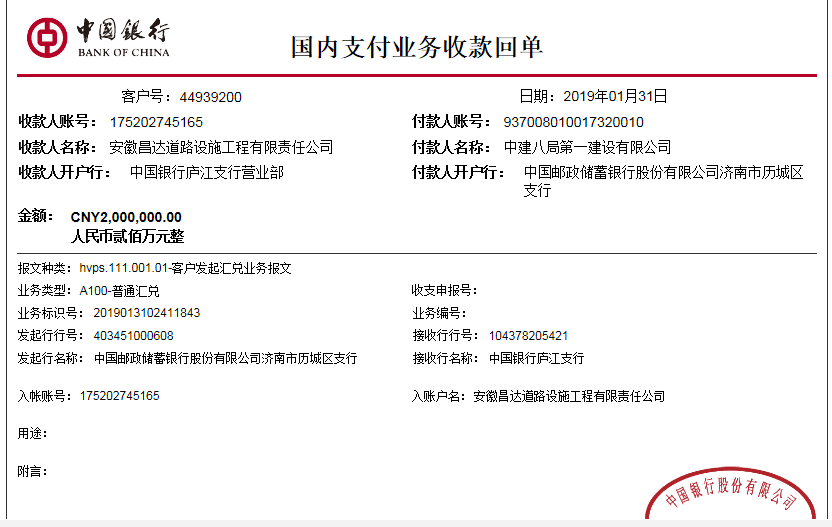 中国银行
BANK OF CHINA
国内支付业务收款回单
客户号：44939200
日期：2019年01月31日
收款人账号：175202745165
付款人账号：937008010017320010
收款人名称：安徽昌达道路设施工程有限责任公司
付款人名称：中建八局第一建设有限公司
收款人开户行：中国银行庐江支行营业部
付款人开户行：中国邮政储蓄银行股份有限公司济南市历城区
支行
金额：CNY2,000,000.00
人民币贰佰万元整
报文种类：hvps.111.001.01-客户发起汇兑业务报文
业务类型：A100-普通汇兑
收支申报号：
业务标识号：2019013102411843
业务编号：
发起行行号：403451000608
接收行行号：104378205421
发起行名称：中国邮政储蓄银行股份有限公司济南市历城区支行
接收行名称：中国银行庐江支行
入帐账号：175202745165
入账户名：安徽昌达道路设施工程有限责任公司
用途：
附言：
中国银行股份有限公司